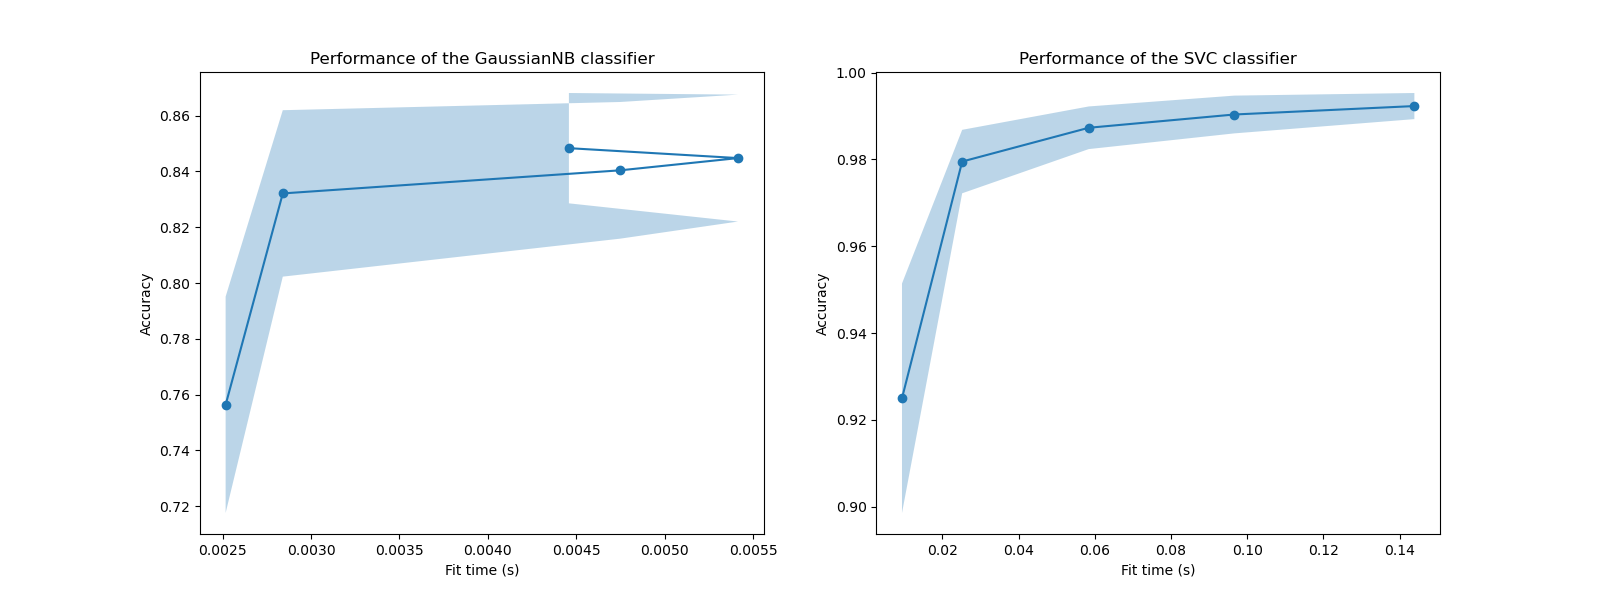 Performance of the GaussianNB classifier
Accuracy
0.86
0.84
0.82
0.80
0.78
0.76
0.74
0.72
0.0025 0.0030 0.0035 0.0040 0.0045 0.0050 0.0055
Fit time (s)
Performance of the SVC classifier
Accuracy
1.00
0.98
0.96
0.94
0.92
0.90
0.02 0.04 0.06 0.08 0.10 0.12 0.14
Fit time (s)